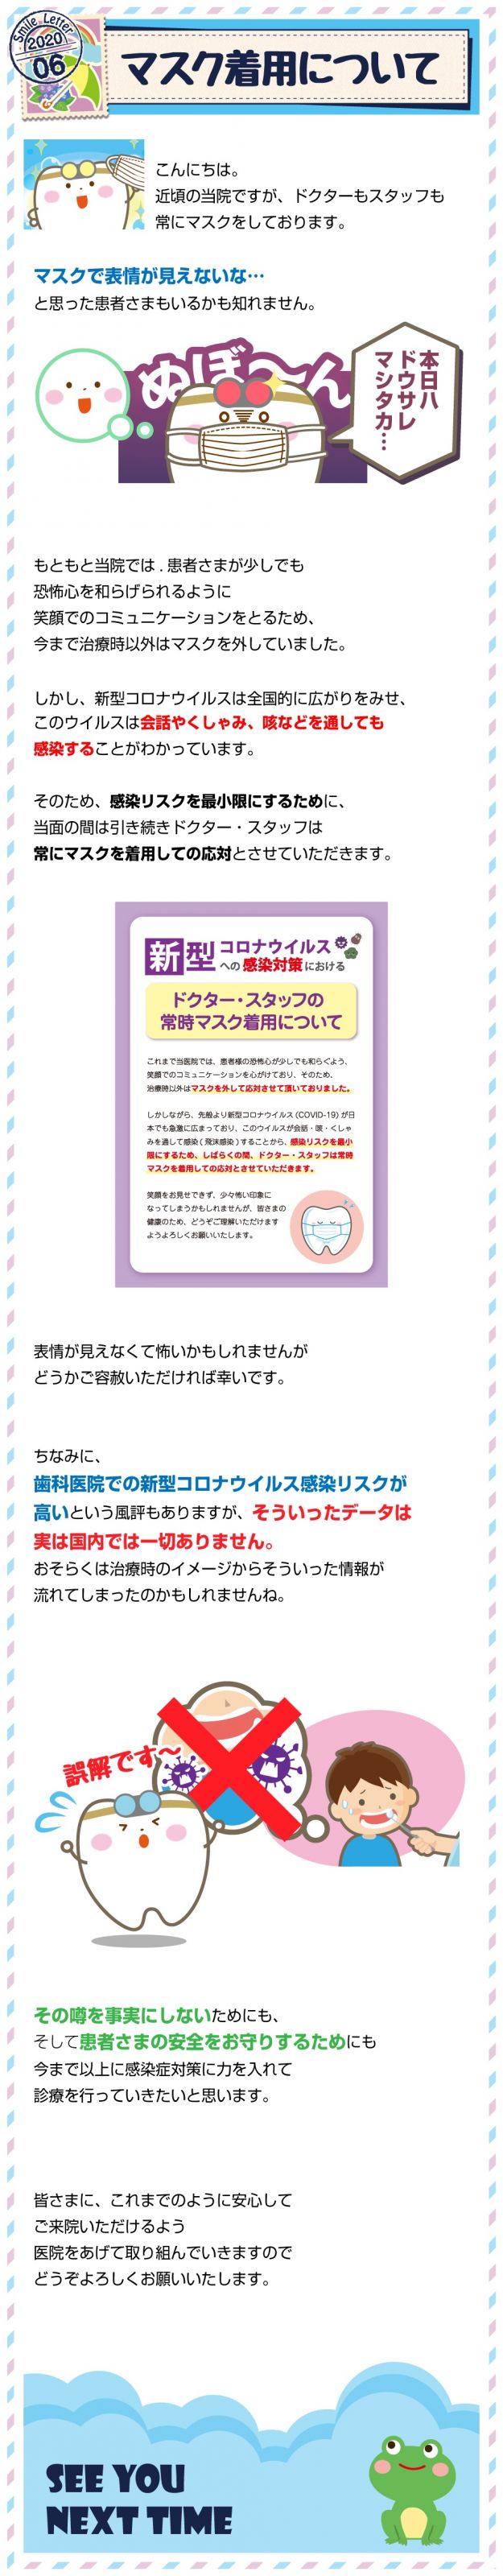 Smile Letter
2020
06
マスク着用について
こんにちは。
近頃の当院ですが、ドクターもスタッフも
常にマスクをしております。
マスクで表情が見えないな…
と思った患者さまもいるかも知れません。
ぬぼ〜ん
本日ハ
ドウサレ
マシタカ…
もともと当院では . 患者さまが少しでも
恐怖心を和らげられるように
笑顔でのコミュニケーションをとるため、
今まで治療時以外はマスクを外していました。
しかし、新型コロナウイルスは全国的に広がりをみせ、
このウイルスは会話やくしゃみ、咳などを通しても
感染することがわかっています。
そのため、感染リスクを最小限にするために、
当面の間は引き続きドクター・スタッフは
常にマスクを着用しての応対とさせていただきます。
新型コロナウイルス
への感染対策における
ドクター・スタッフの
常時マスク着用について
これまで当医院では、患者様の恐怖心が少しでも和らぐよう、
笑顔でのコミュニケーションを心がけており、そのため、
治療時以外はマスクを外して応対させて頂いておりました。
しかしながら、先般より新型コロナウイルス (COVID-19) が日
本でも急激に広まっており、このウイルスが会話・咳・くしゃ
みを通して感染 ( 飛沫感染 ) することから、感染リスクを最小
限にするため、しばらくの間、ドクター・スタッフは常時
マスクを着用しての応対とさせていただきます。
笑顔をお見せできず、少々怖い印象に
なってしまうかもしれませんが、皆さまの
健康のため、どうぞご理解いただけます
ようよろしくお願いいたします。
表情が見えなくて怖いかもしれませんが
どうかご容赦いただければ幸いです。
ちなみに、
歯科医院での新型コロナウイルス感染リスクが
高いという風評もありますが、そういったデータは
実は国内では一切ありません。
おそらくは治療時のイメージからそういった情報が
流れてしまったのかもしれませんね。
誤解です〜
その噂を事実にしないためにも、
そして患者さまの安全をお守りするためにも
今まで以上に感染症対策に力を入れて
診療を行っていきたいと思います。
皆さまに、これまでのように安心して
ご来院いただけるよう
医院をあげて取り組んでいきますので
どうぞよろしくお願いいたします。
SEE YOU
NEXT TIME